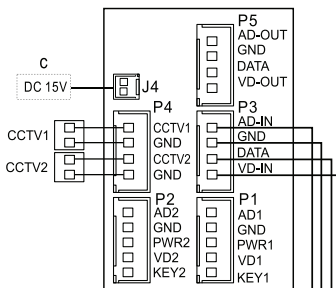 P5
AD-OUT
GND
DATA
VD-OUT
C
DC 15V
J4
P4
CCTV1
GND
CCTV2
GND
CCTV1
CCTV2
P3
AD-IN
GND
DATA
VD-IN
P2
AD2
GND
PWR2
VD2
KEY2
P1
AD1
GND
PWR1
VD1
KEY1